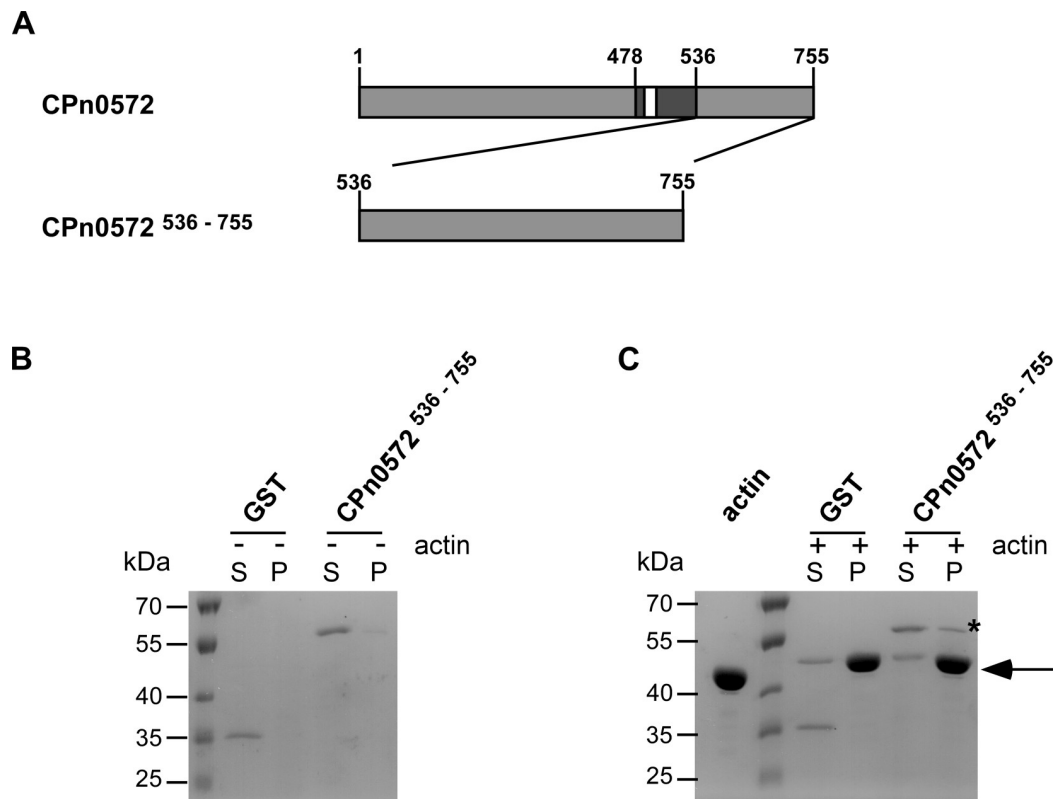 A
1 478 536 755
CPn0572
536 755
CPn0572 536 - 755
B
GST CPn0572 536 - 755
- - - - actin
kDa S P S P
70
55
40
35
25
C
actin GST CPn0572 536 - 755
+ + + + actin
kDa S P S P
70
55
*
40
35
25